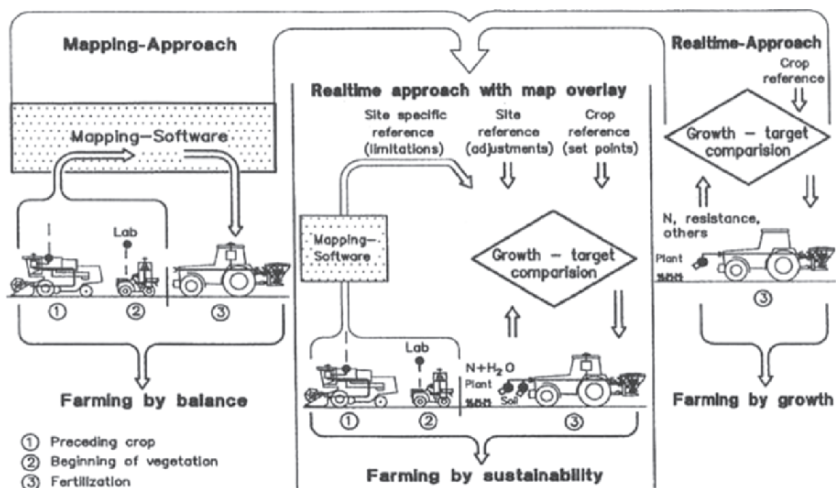 Mapping-Approach
Mapping-Software
Lab
① ② ③
Farming by balance
① Preceding crop
② Beginning of vegetation
③ Fertilization
Realtime approach with map overlay
Site specific
reference
(limitations)
Site
reference
(adjustments)
Crop
reference
(set points)
Mapping-
Software
Growth - target
comparision
Lab
N+H₂O
Plant
Soil
① ② ③
Farming by sustainability
Realtime-Approach
Crop
reference
Growth - target
comparision
N, resistance,
others
Plant
③
Farming by growth